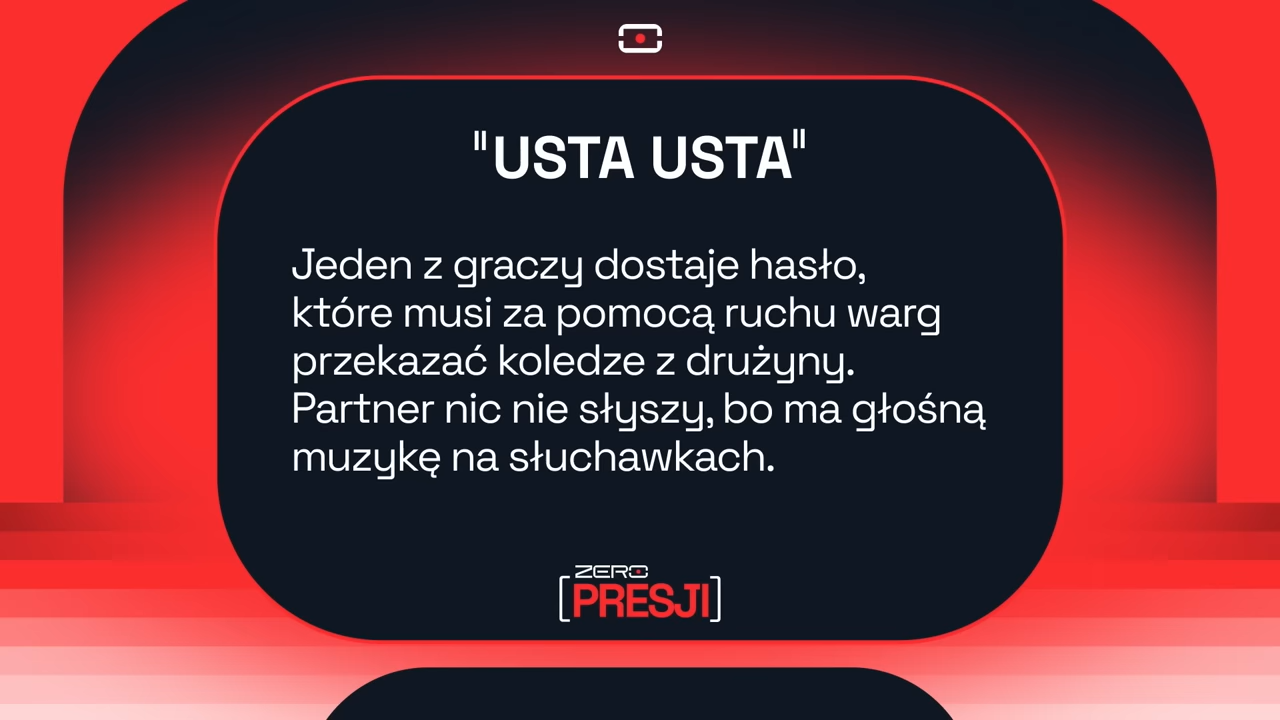 "USTA USTA"
Jeden z graczy dostaje hasło,
które musi za pomocą ruchu warg
przekazać koledze z drużyny.
Partner nic nie słyszy, bo ma głośną
muzykę na słuchawkach.
ZERO
[PRESJI]